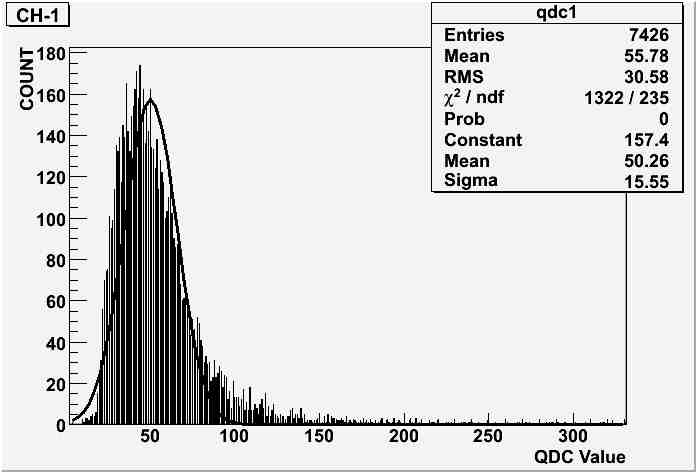 CH-1
qdc1
Entries 7426
Mean 55.78
RMS 30.58
χ² / ndf 1322 / 235
Prob 0
Constant 157.4
Mean 50.26
Sigma 15.55
COUNT
180
160
140
120
100
80
60
40
20
0
50 100 150 200 250 300
QDC Value